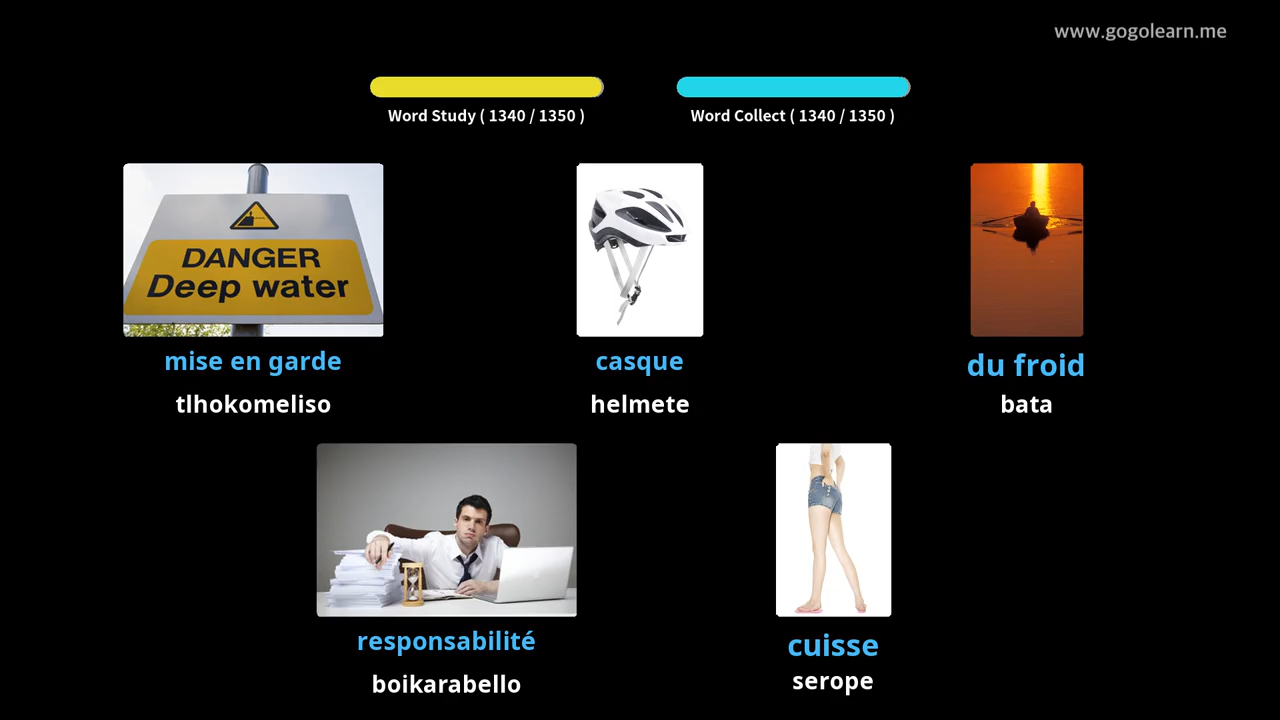 www.gogolearn.me
Word Study ( 1340 / 1350 )
Word Collect ( 1340 / 1350 )
DANGER
Deep water
mise en garde
casque
du froid
tlhokomeliso
helmete
bata
responsabilité
cuisse
boikarabello
serope